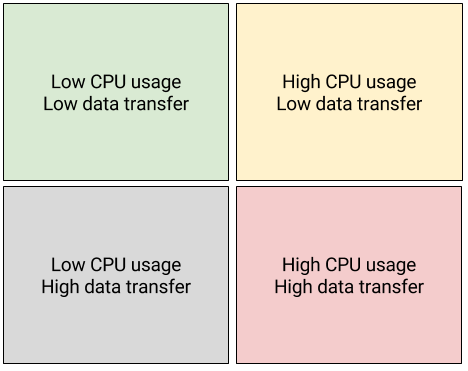 Low CPU usage
Low data transfer
High CPU usage
Low data transfer
Low CPU usage
High data transfer
High CPU usage
High data transfer